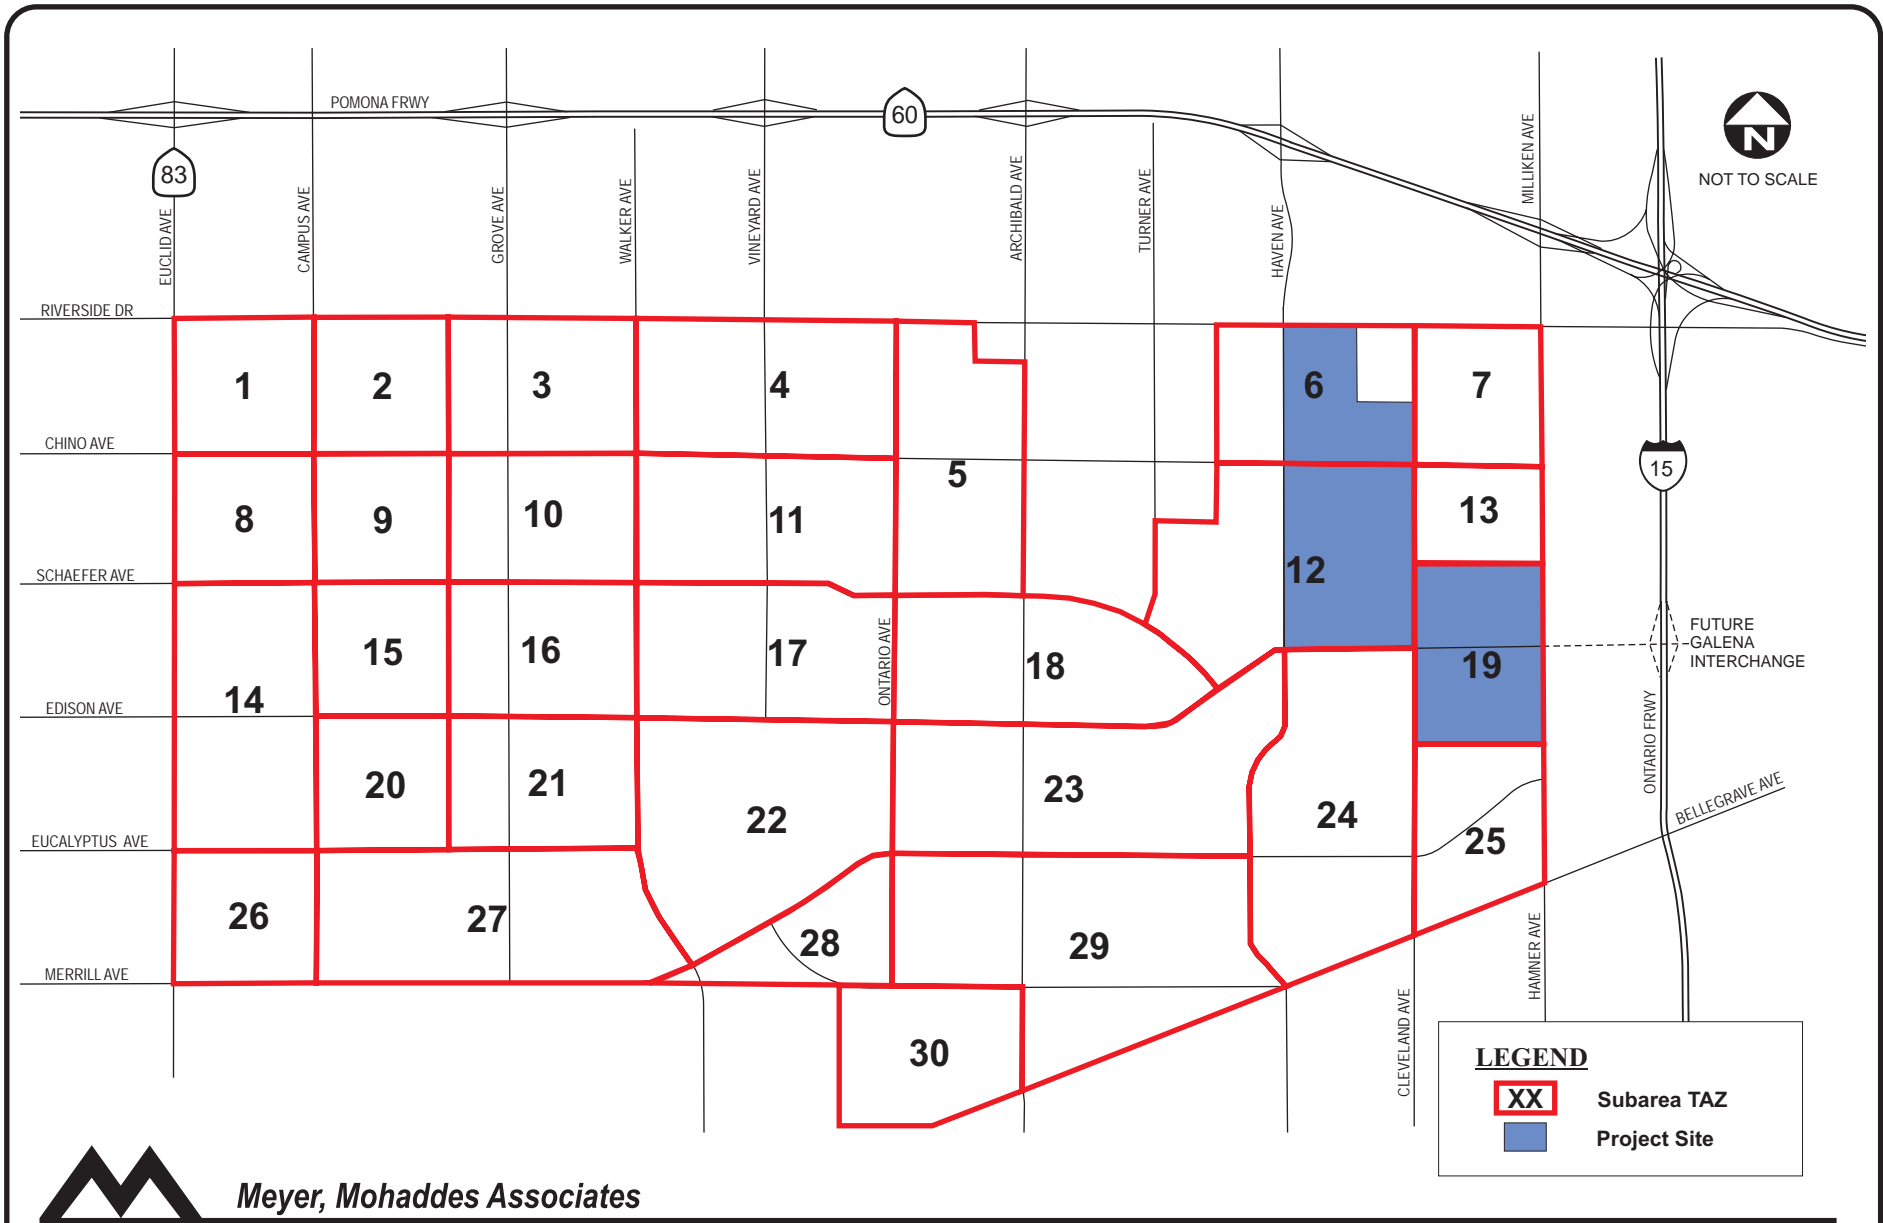 POMONA FRWY
60
83
NOT TO SCALE
EUCLID AVE
CAMPUS AVE
GROVE AVE
WALKER AVE
VINEYARD AVE
ARCHIBALD AVE
TURNER AVE
HAVEN AVE
MILLIKEN AVE
RIVERSIDE DR
1
2
3
4
6
7
CHINO AVE
5
15
8
9
10
11
13
12
SCHAEFER AVE
14
15
16
17
ONTARIO AVE
18
19
FUTURE
GALENA
INTERCHANGE
EDISON AVE
ONTARIO FRWY
20
21
22
23
24
25
BELLEGRAVE AVE
EUCALYPTUS AVE
26
27
28
29
MERRILL AVE
HAMNER AVE
CLEVELAND AVE
30
LEGEND
XX Subarea TAZ
Project Site
N
Meyer, Mohaddes Associates